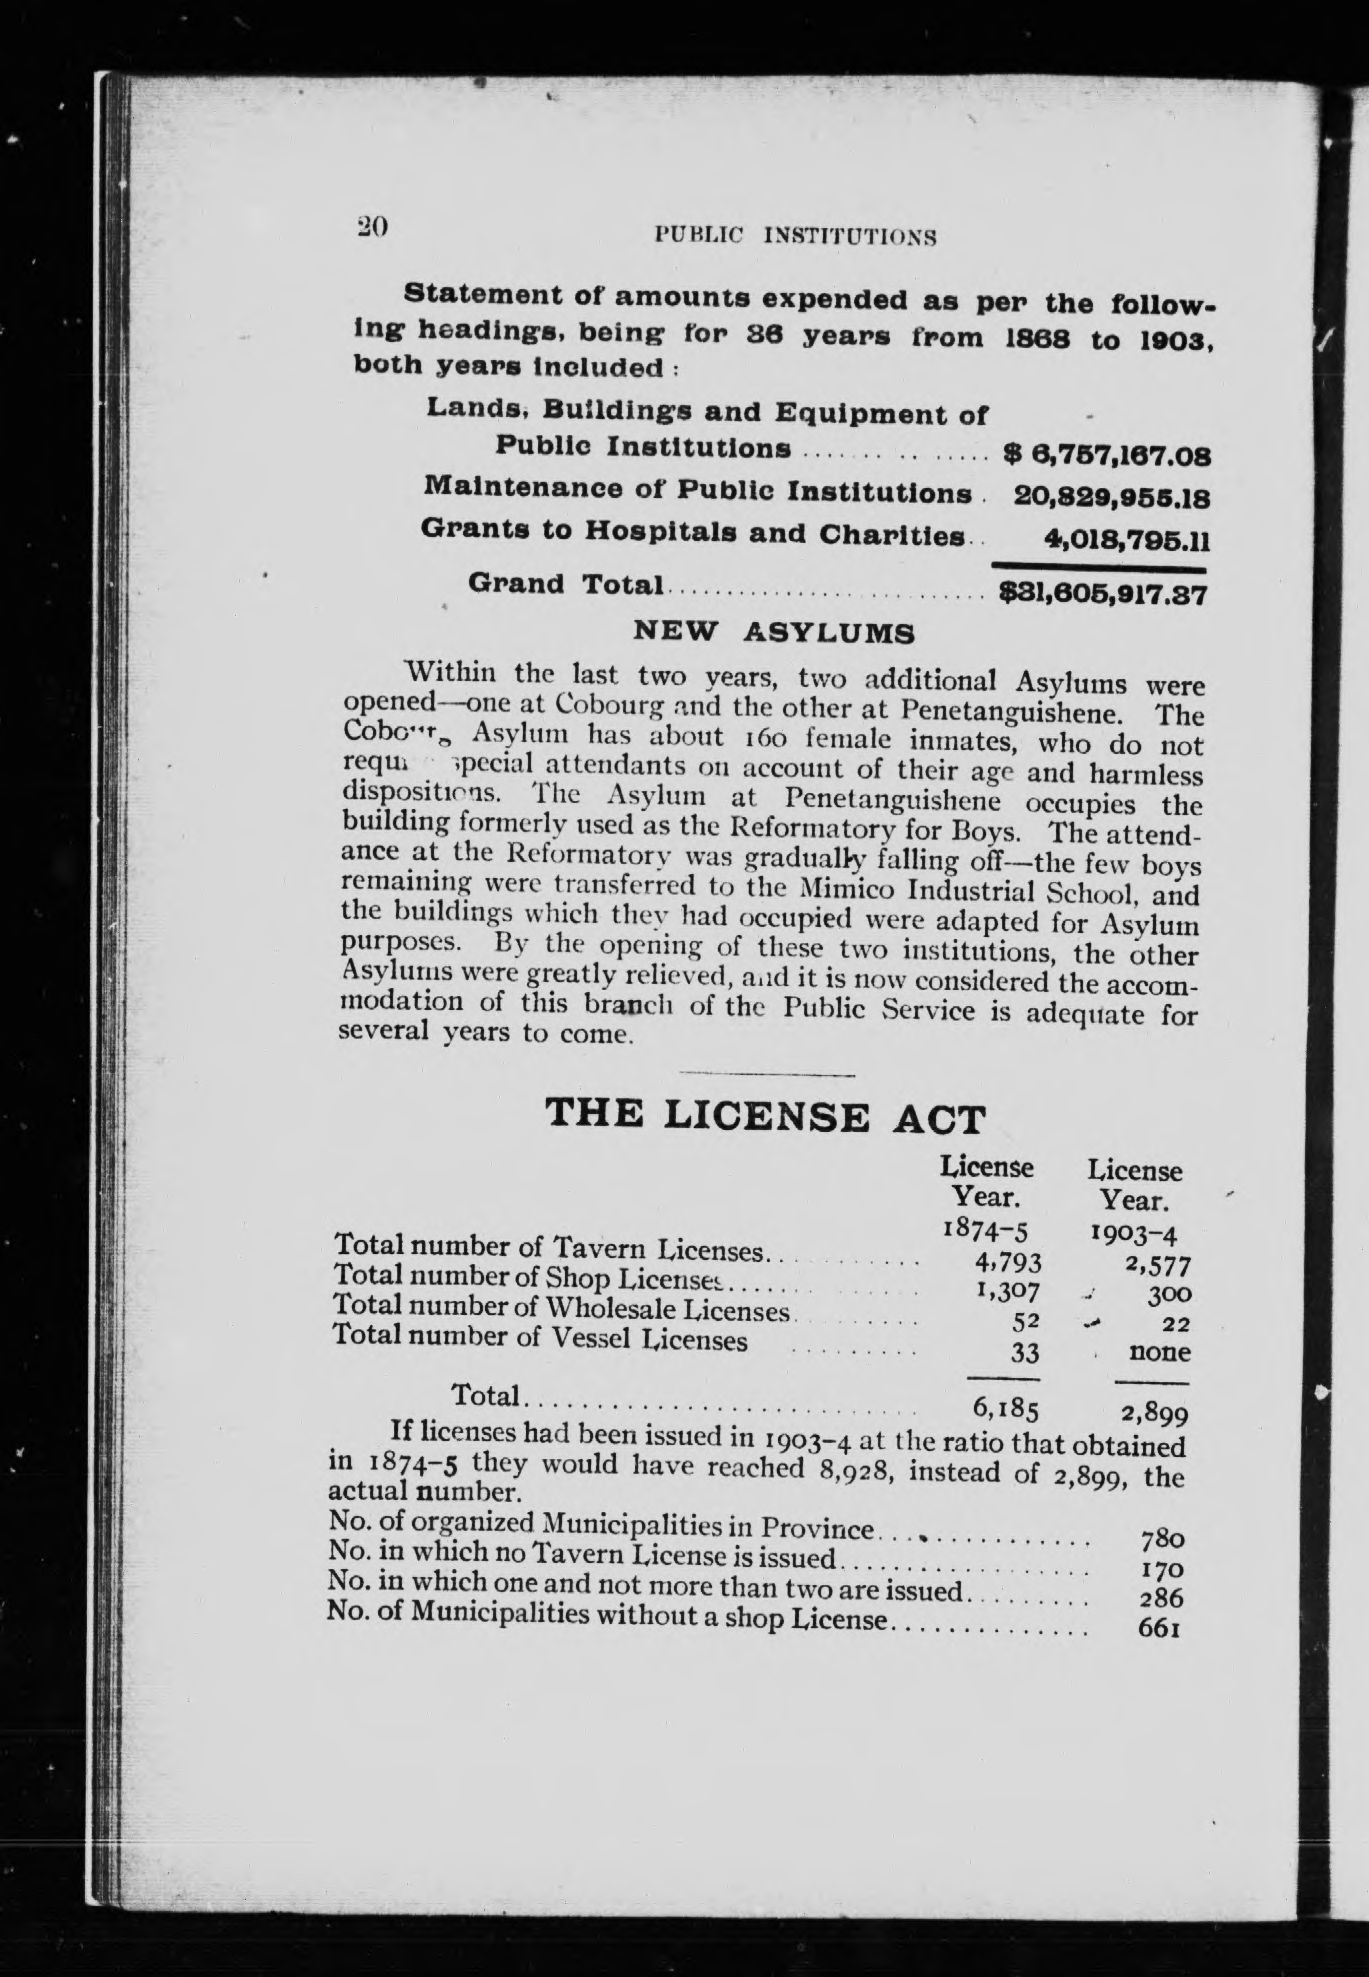 20 PUBLIC INSTITUTIONS
Statement of amounts expended as per the follow-
ing headings, being for 36 years from 1868 to 1903,
both years included :
Lands, Buildings and Equipment of
Public Institutions .................. $ 6,757,167.08
Maintenance of Public Institutions . 20,829,955.18
Grants to Hospitals and Charities.. 4,018,795.11
Grand Total........................... $31,605,917.37
NEW ASYLUMS
Within the last two years, two additional Asylums were
opened—one at Cobourg and the other at Penetanguishene. The
Asylum has about 160 female inmates, who do not
special attendants on account of their age and harmless
dispositions. The Asylum at Penetanguishene occupies the
building formerly used as the Reformatory for Boys. The attend-
ance at the Reformatory was gradually falling off—the few boys
remaining were transferred to the Mimico Industrial School, and
the buildings which they had occupied were adapted for Asylum
purposes. By the opening of these two institutions, the other
Asylums were greatly relieved, and it is now considered the accom-
modation of this branch of the Public Service is adequate for
several years to come.
THE LICENSE ACT
License License
Year. Year.
1874-5 1903-4
Total number of Tavern Licenses............. 4,793 2,577
Total number of Shop Licenses............... 1,307 300
Total number of Wholesale Licenses.......... 52 22
Total number of Vessel Licenses ......... 33 none
Total........................... 6,185 2,899
If licenses had been issued in 1903-4 at the ratio that obtained
in 1874-5 they would have reached 8,928, instead of 2,899, the
actual number.
No. of organized Municipalities in Province............... 780
No. in which no Tavern License is issued.................. 170
No. in which one and not more than two are issued......... 286
No. of Municipalities without a shop License.............. 661